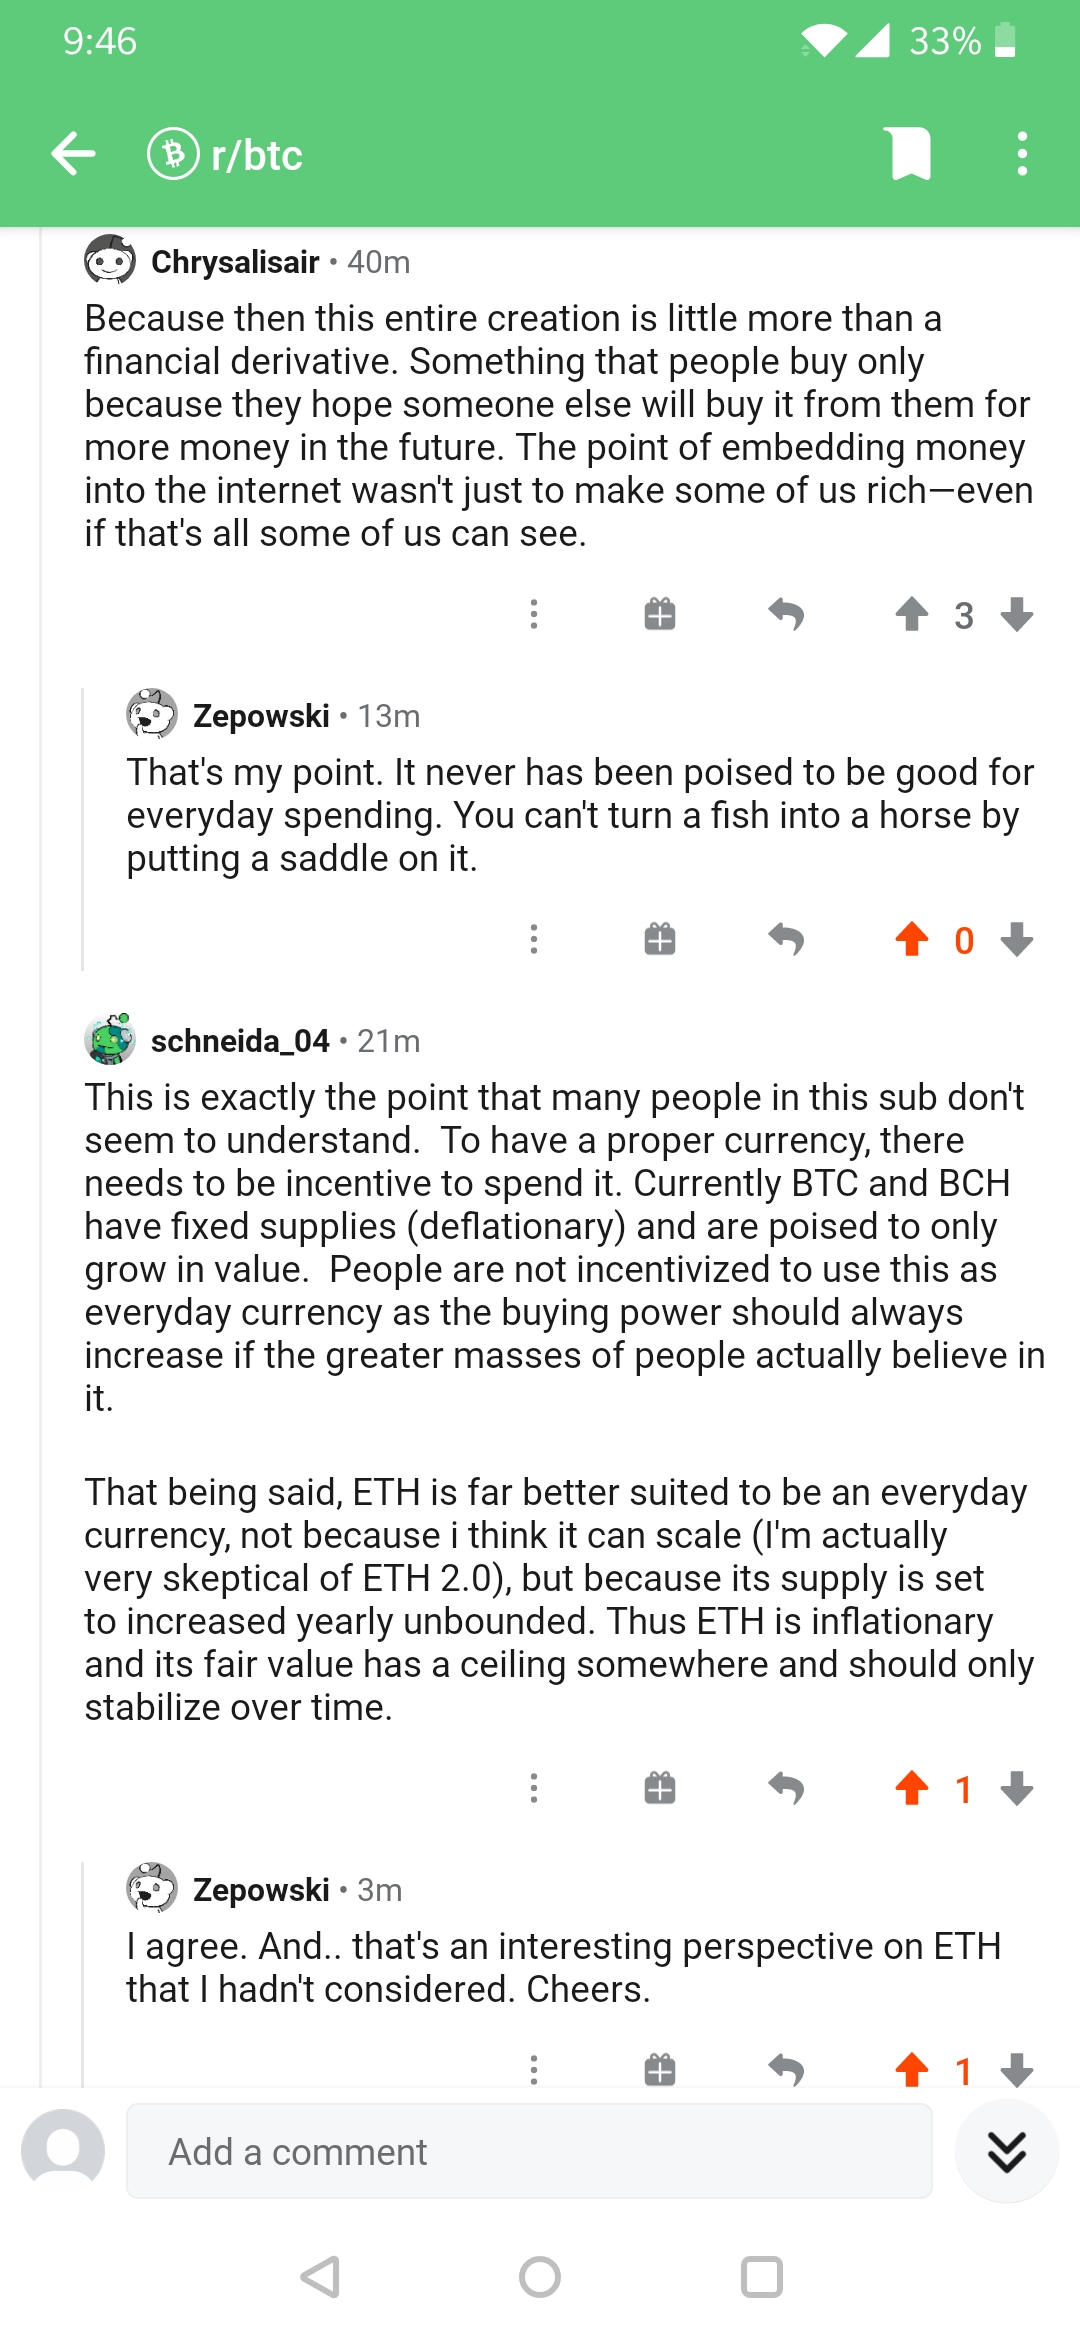 9:46
33%
r/btc
Chrysalisair • 40m
Because then this entire creation is little more than a
financial derivative. Something that people buy only
because they hope someone else will buy it from them for
more money in the future. The point of embedding money
into the internet wasn't just to make some of us rich—even
if that's all some of us can see.
3
Zepowski • 13m
That's my point. It never has been poised to be good for
everyday spending. You can't turn a fish into a horse by
putting a saddle on it.
0
schneida_04 • 21m
This is exactly the point that many people in this sub don't
seem to understand.  To have a proper currency, there
needs to be incentive to spend it. Currently BTC and BCH
have fixed supplies (deflationary) and are poised to only
grow in value.  People are not incentivized to use this as
everyday currency as the buying power should always
increase if the greater masses of people actually believe in
it.
That being said, ETH is far better suited to be an everyday
currency, not because i think it can scale (I'm actually
very skeptical of ETH 2.0), but because its supply is set
to increased yearly unbounded. Thus ETH is inflationary
and its fair value has a ceiling somewhere and should only
stabilize over time.
1
Zepowski • 3m
I agree. And.. that's an interesting perspective on ETH
that I hadn't considered. Cheers.
1
Add a comment